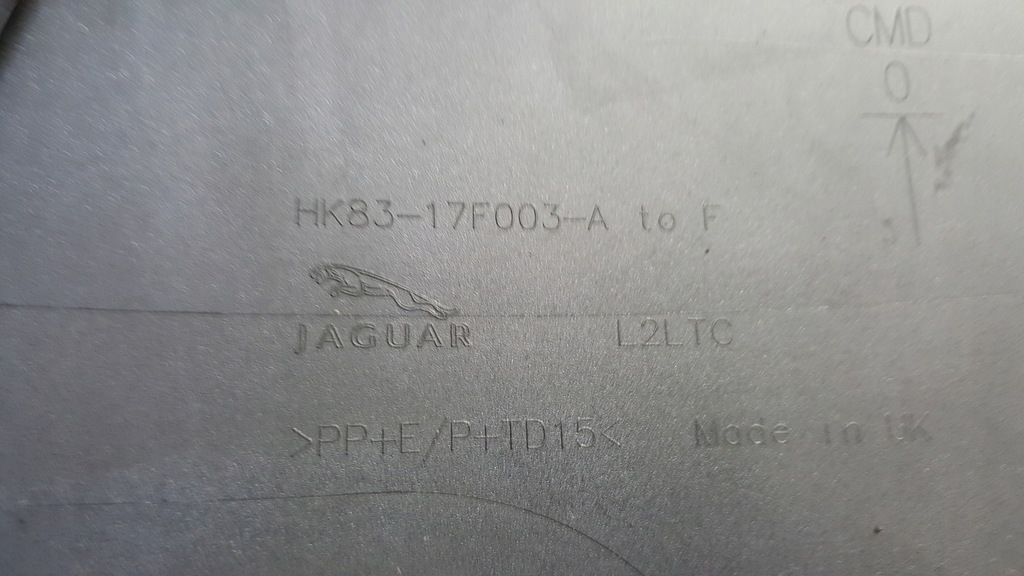 CMD
0
HK83-17F003-A to F
JAGUAR
L2LTC
>PP+E/P+TD15<
Made in UK